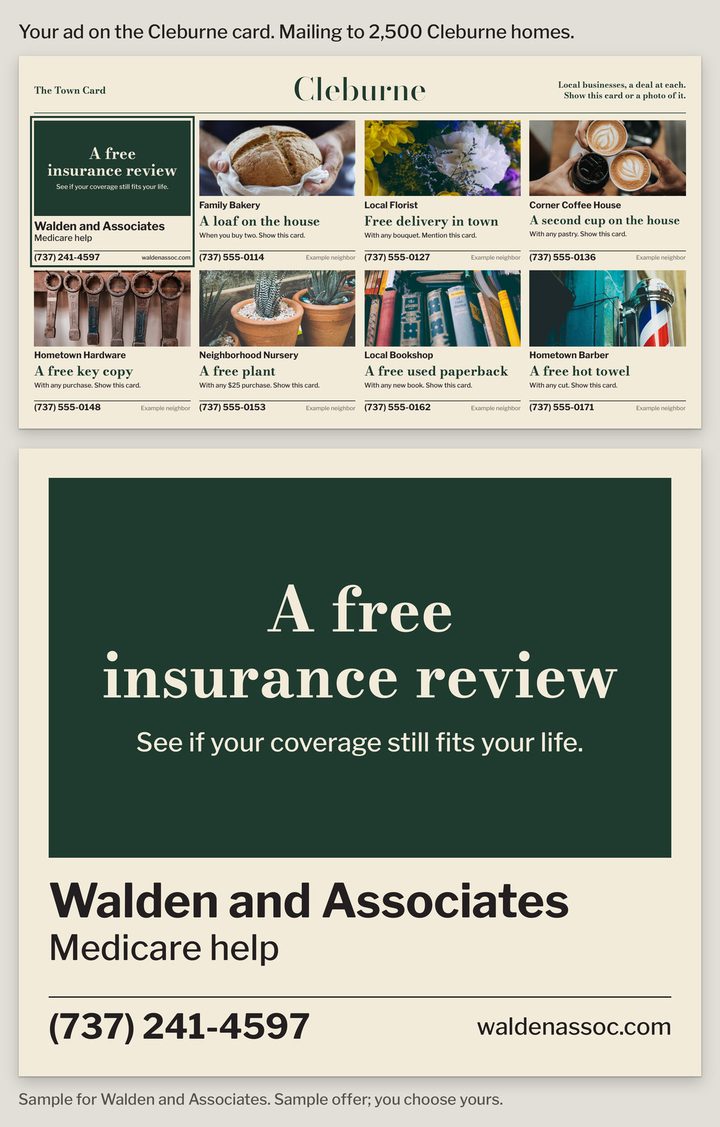 Your ad on the Cleburne card. Mailing to 2,500 Cleburne homes.
The Town Card
Cleburne
Local businesses, a deal at each.
Show this card or a photo of it.
A free
insurance review
See if your coverage still fits your life.
Walden and Associates
Medicare help
(737) 241-4597
waldenassoc.com
Family Bakery
A loaf on the house
When you buy two. Show this card.
(737) 555-0114
Example neighbor
Local Florist
Free delivery in town
With any bouquet. Mention this card.
(737) 555-0127
Example neighbor
Corner Coffee House
A second cup on the house
With any pastry. Show this card.
(737) 555-0136
Example neighbor
Hometown Hardware
A free key copy
With any purchase. Show this card.
(737) 555-0148
Example neighbor
Neighborhood Nursery
A free plant
With any $25 purchase. Show this card.
(737) 555-0153
Example neighbor
Local Bookshop
A free used paperback
With any new book. Show this card.
(737) 555-0162
Example neighbor
Hometown Barber
A free hot towel
With any cut. Show this card.
(737) 555-0171
Example neighbor
A free
insurance review
See if your coverage still fits your life.
Walden and Associates
Medicare help
(737) 241-4597
waldenassoc.com
Sample for Walden and Associates. Sample offer; you choose yours.